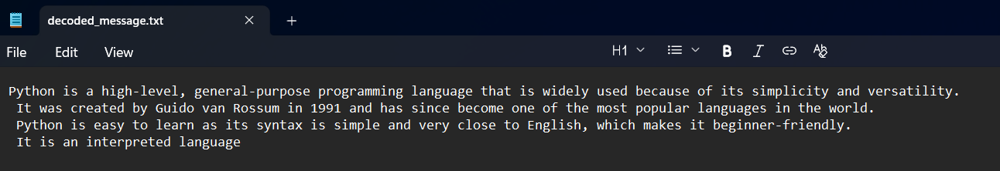 decoded_message.txt
File Edit View H1 B I
Python is a high-level, general-purpose programming language that is widely used because of its simplicity and versatility.
It was created by Guido van Rossum in 1991 and has since become one of the most popular languages in the world.
Python is easy to learn as its syntax is simple and very close to English, which makes it beginner-friendly.
It is an interpreted language